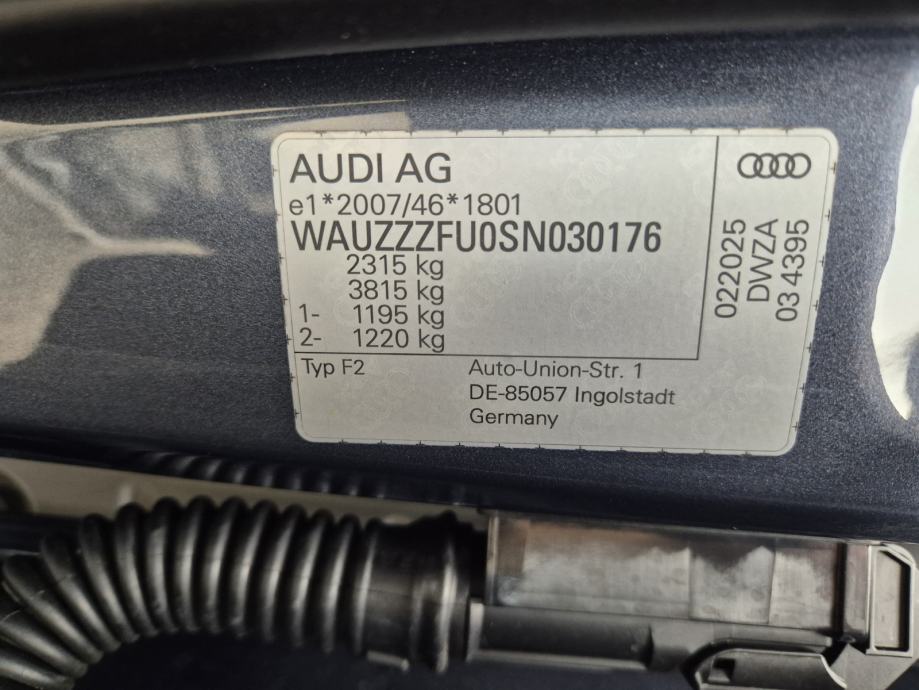 AUDI AG
e1*2007/46*1801
WAUZZZFU0SN030176
2315 kg
3815 kg
1- 1195 kg
2- 1220 kg
Typ F2
Auto-Union-Str. 1
DE-85057 Ingolstadt
Germany
022025
DWZA
03 4395